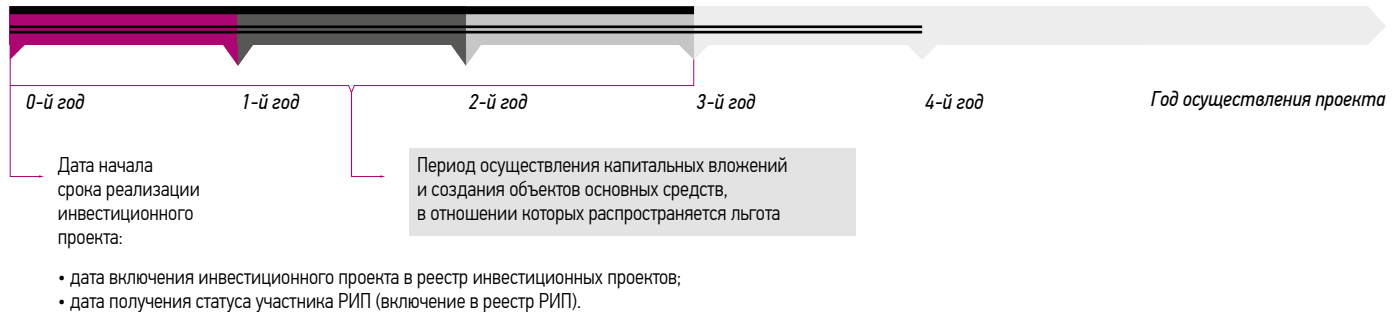 0-й год 1-й год 2-й год 3-й год 4-й год Год осуществления проекта
Дата начала
срока реализации
инвестиционного
проекта:
Период осуществления капитальных вложений
и создания объектов основных средств,
в отношении которых распространяется льгота
• дата включения инвестиционного проекта в реестр инвестиционных проектов;
• дата получения статуса участника РИП (включение в реестр РИП).